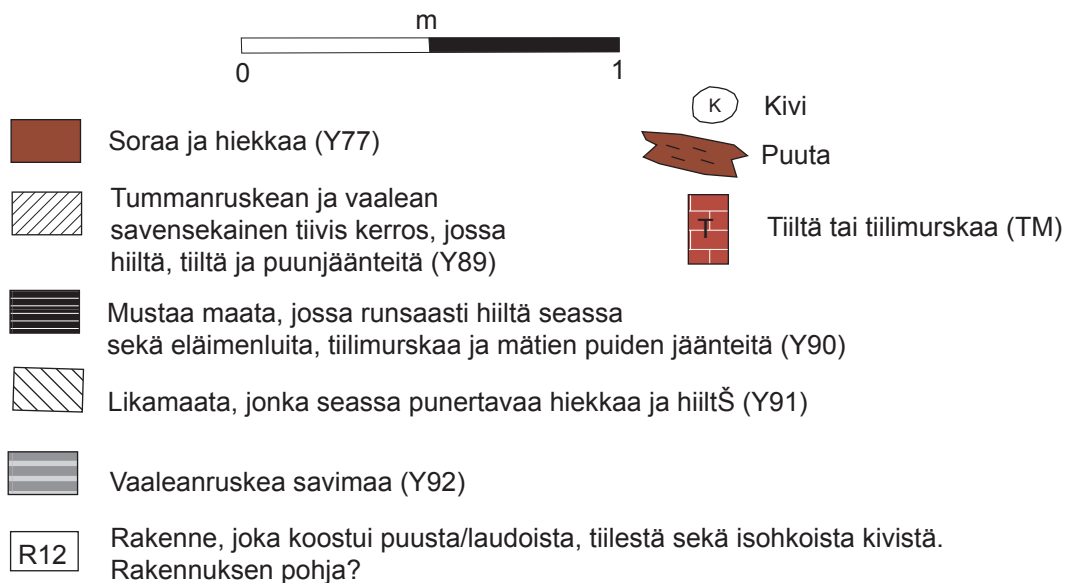 m
0 1
K Kivi
Soraa ja hiekkaa (Y77)
Puuta
Tummanruskean ja vaalean
savensekainen tiivis kerros, jossa
hiiltä, tiiltä ja puunjäänteitä (Y89)
T Tiiltä tai tiilimurskaa (TM)
Mustaa maata, jossa runsaasti hiiltä seassa
sekä eläimenluita, tiilimurskaa ja mätien puiden jäänteitä (Y90)
Likamaata, jonka seassa punertavaa hiekkaa ja hiiltŠ (Y91)
Vaaleanruskea savimaa (Y92)
R12 Rakenne, joka koostui puusta/laudoista, tiilestä sekä isohkoista kivistä.
Rakennuksen pohja?